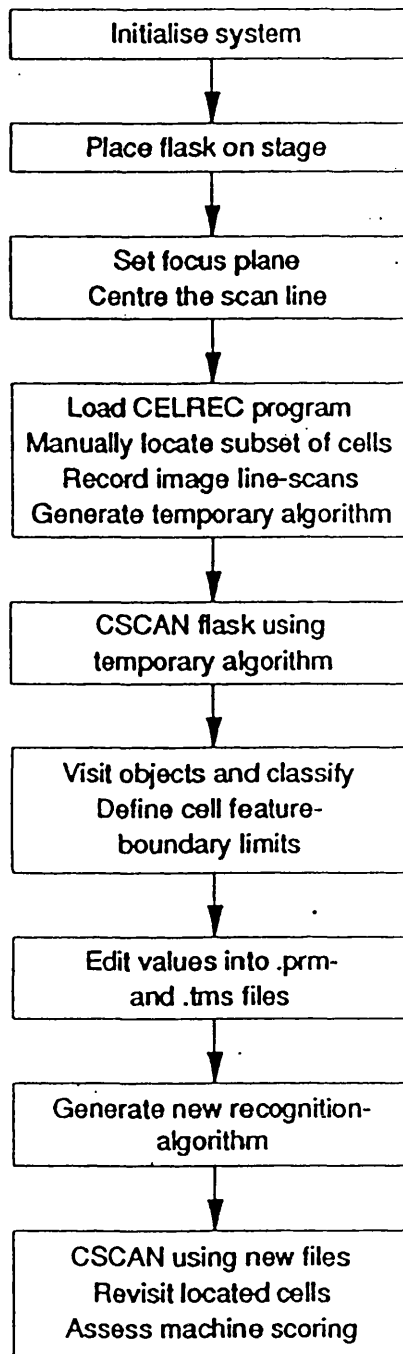 Initialise system
Place flask on stage
Set focus plane
Centre the scan line
Load CELREC program
Manually locate subset of cells
Record image line-scans
Generate temporary algorithm
CSCAN flask using
temporary algorithm
Visit objects and classify
Define cell feature-
boundary limits
Edit values into .prm-
and .tms files
Generate new recognition-
algorithm
CSCAN using new files
Revisit located cells
Assess machine scoring